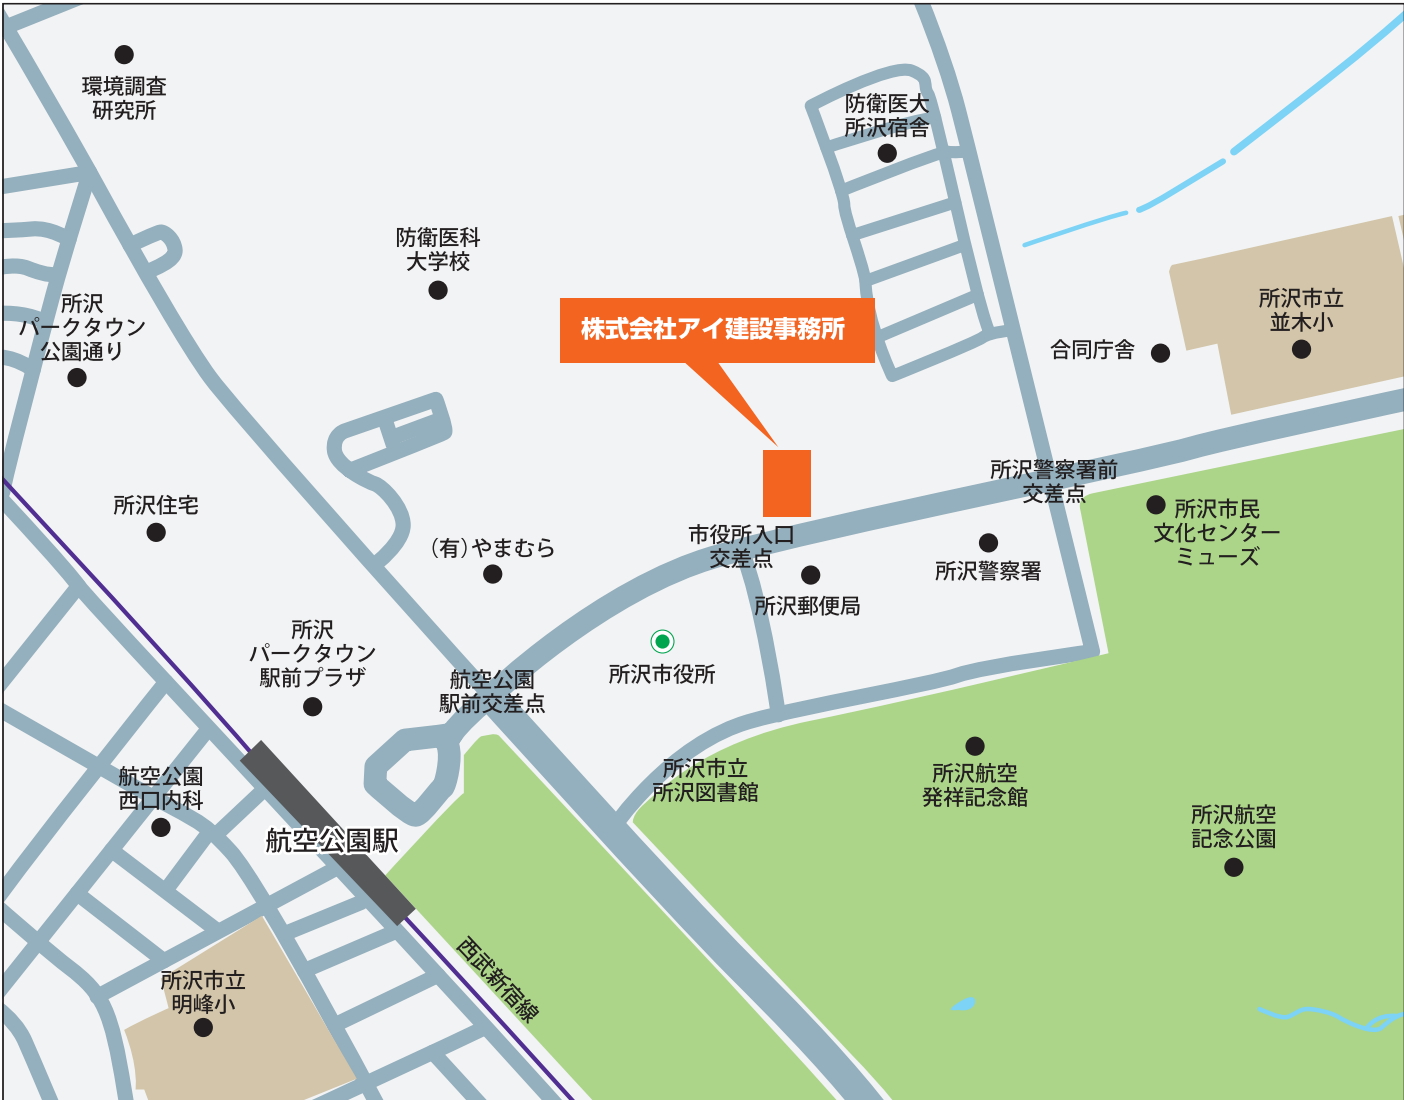 環境調査
研究所
防衛医大
所沢宿舎
防衛医科
大学校
所沢
パークタウン
公園通り
株式会社アイ建設事務所
所沢市立
並木小
合同庁舎
所沢警察署前
交差点
所沢市民
文化センター
ミューズ
所沢住宅
(有)やまむら
市役所入口
交差点
所沢警察署
所沢郵便局
所沢
パークタウン
駅前プラザ
所沢市役所
航空公園
駅前交差点
航空公園
西口内科
所沢市立
所沢図書館
所沢航空
発祥記念館
所沢航空
記念公園
航空公園駅
西武新宿線
所沢市立
明峰小